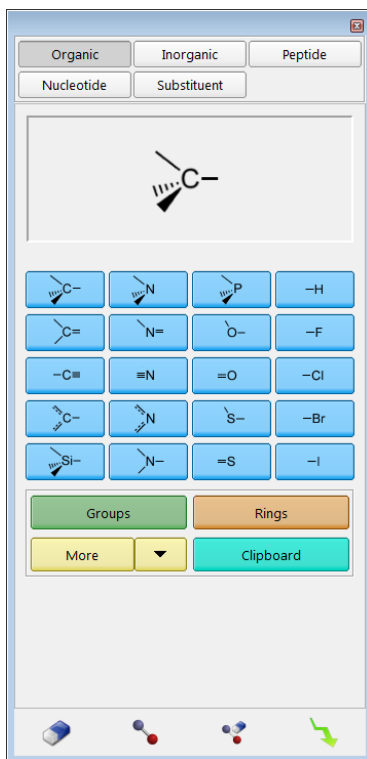 Organic Inorganic Peptide
Nucleotide Substituent
C–
C– N P –H
C= N= O– –F
–C≡ ≡N =O –Cl
C– N S– –Br
Si– N– =S –I
Groups Rings
More Clipboard